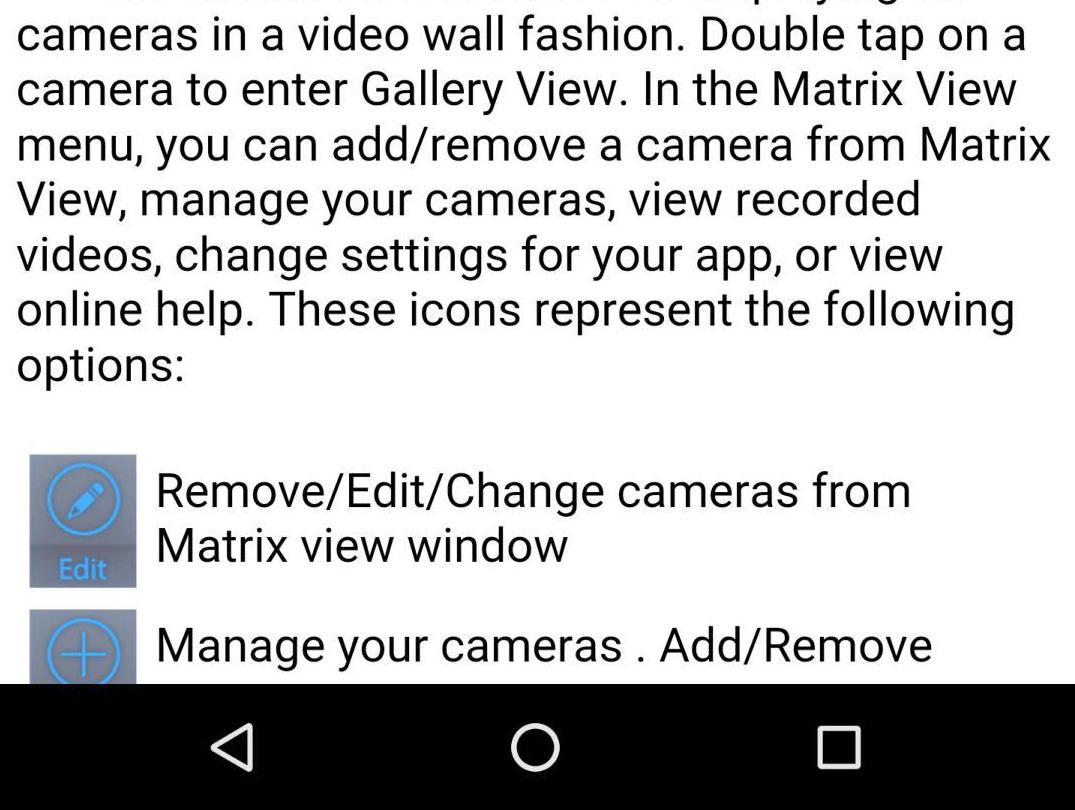 cameras in a video wall fashion. Double tap on a
camera to enter Gallery View. In the Matrix View
menu, you can add/remove a camera from Matrix
View, manage your cameras, view recorded
videos, change settings for your app, or view
online help. These icons represent the following
options:
Remove/Edit/Change cameras from
Matrix view window
Edit
Manage your cameras . Add/Remove